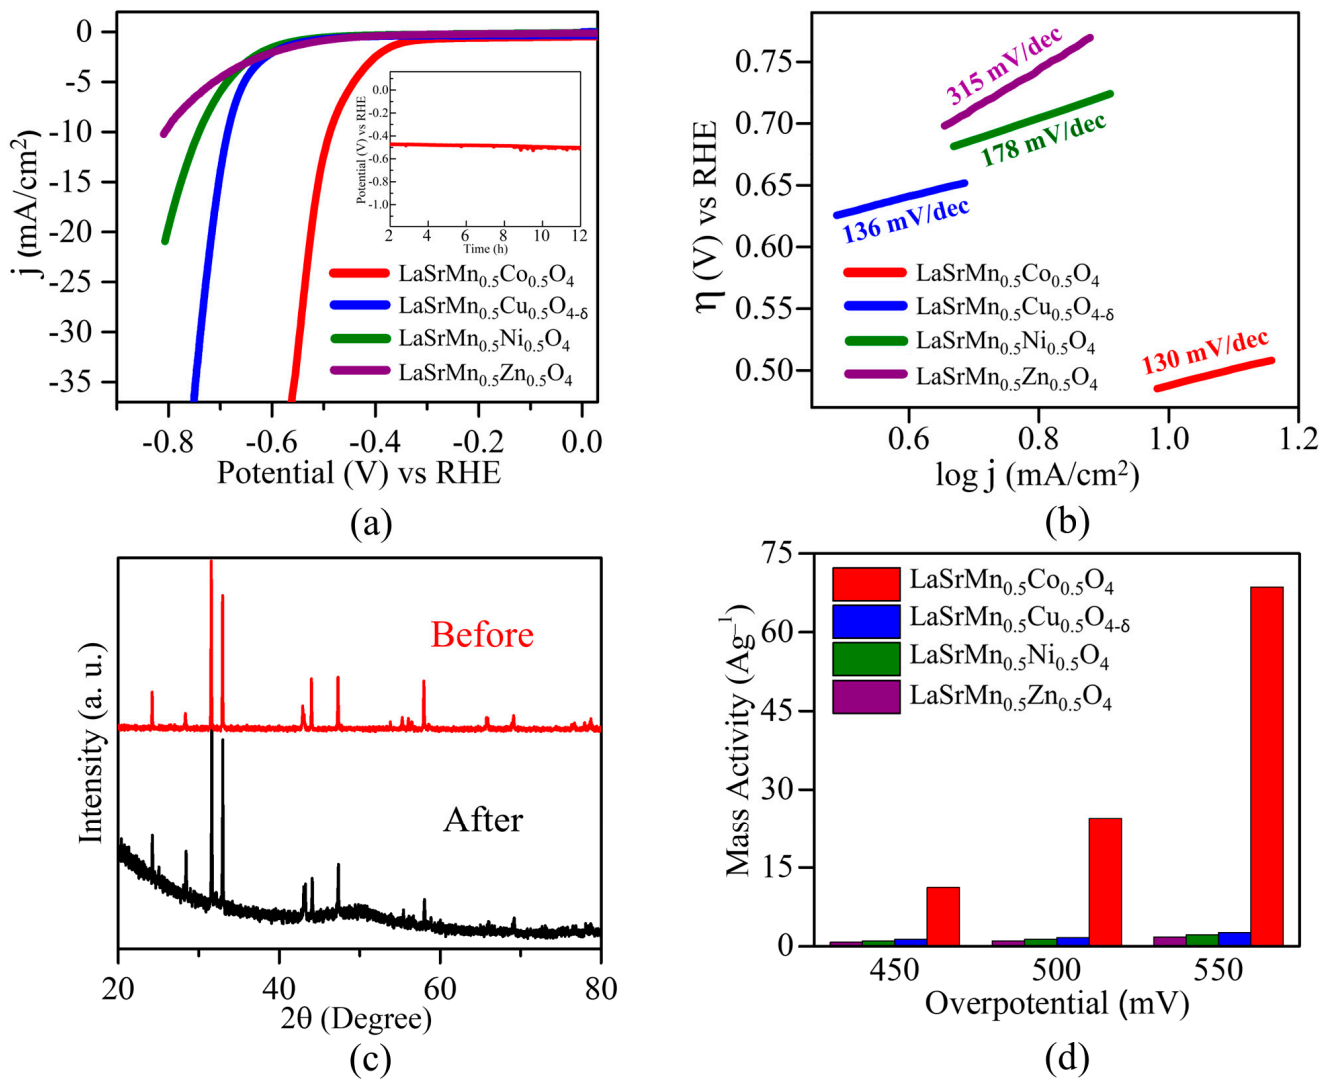 0
-5
-10
-15
-20
-25
-30
-35
j (mA/cm²)
-0.8
-0.6
-0.4
-0.2
0.0
Potential (V) vs RHE
0.0
-0.2
-0.4
-0.6
-0.8
-1.0
Potential (V) vs RHE
2
4
6
8
10
12
Time (h)
LaSrMn₀.₅Co₀.₅O₄
LaSrMn₀.₅Cu₀.₅O₄₋δ
LaSrMn₀.₅Ni₀.₅O₄
LaSrMn₀.₅Zn₀.₅O₄
(a)
0.75
0.70
0.65
0.60
0.55
0.50
η (V) vs RHE
315 mV/dec
178 mV/dec
136 mV/dec
130 mV/dec
LaSrMn₀.₅Co₀.₅O₄
LaSrMn₀.₅Cu₀.₅O₄₋δ
LaSrMn₀.₅Ni₀.₅O₄
LaSrMn₀.₅Zn₀.₅O₄
0.6
0.8
1.0
1.2
log j (mA/cm²)
(b)
Intensity (a. u.)
Before
After
20
40
60
80
2θ (Degree)
(c)
75
60
45
30
15
0
Mass Activity (Ag⁻¹)
LaSrMn₀.₅Co₀.₅O₄
LaSrMn₀.₅Cu₀.₅O₄₋δ
LaSrMn₀.₅Ni₀.₅O₄
LaSrMn₀.₅Zn₀.₅O₄
450
500
550
Overpotential (mV)
(d)